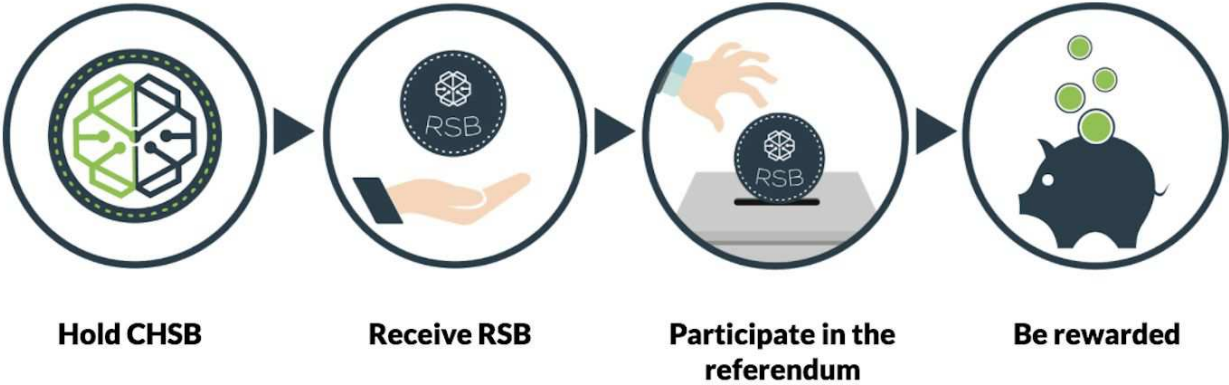 RSB
RSB
Hold CHSB
Receive RSB
Participate in the
referendum
Be rewarded